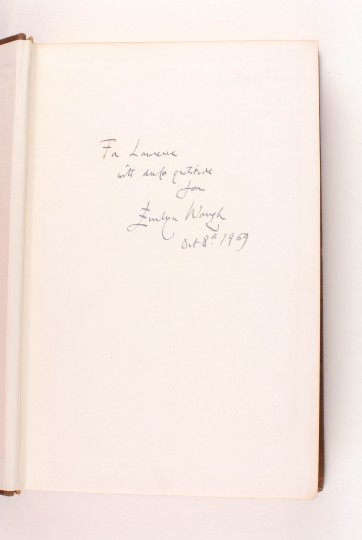 For Laurence
with deep gratitude
from
Evelyn Waugh
Oct 8th 1959